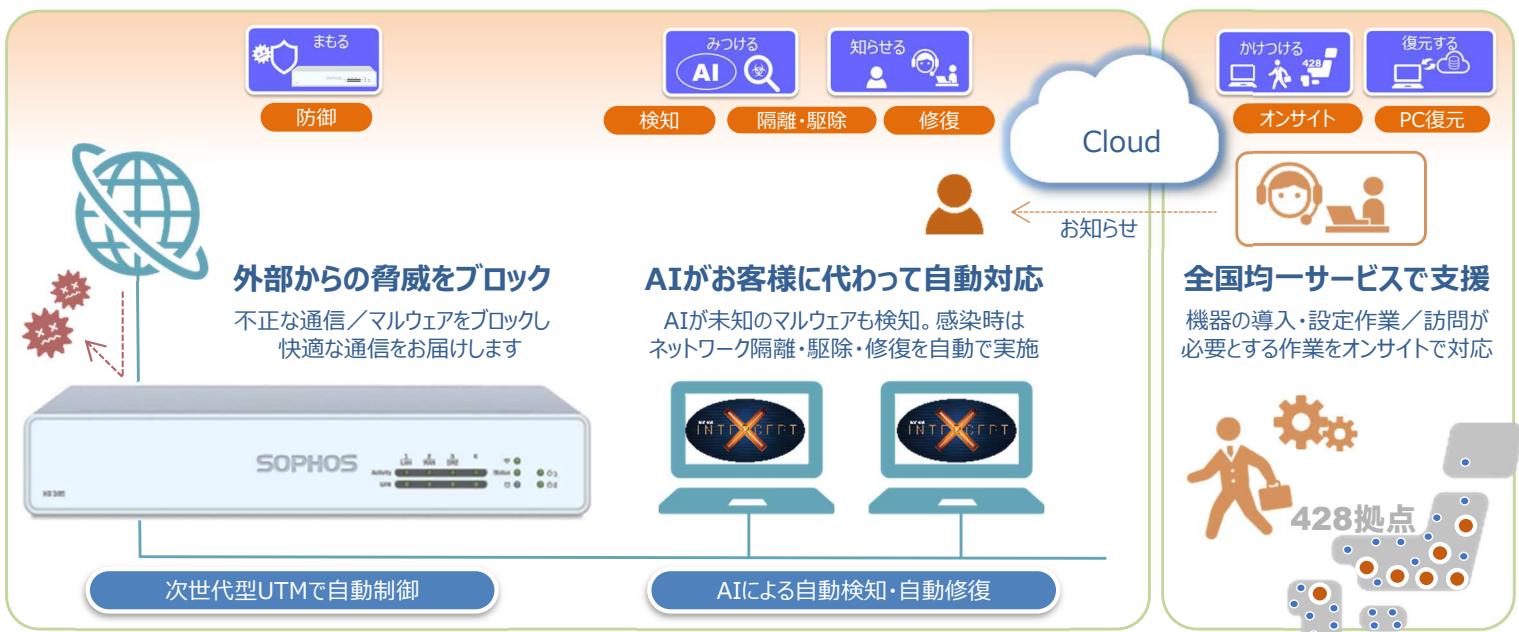 まもる
防御
みつける
AI
知らせる
検知
隔離・駆除
修復
Cloud
かけつける
428
復元する
オンサイト
PC復元
お知らせ
外部からの脅威をブロック
不正な通信／マルウェアをブロックし
快適な通信をお届けします
AIがお客様に代わって自動対応
AIが未知のマルウェアも検知。感染時は
ネットワーク隔離・駆除・修復を自動で実施
全国均一サービスで支援
機器の導入・設定作業／訪問が
必要とする作業をオンサイトで対応
SOPHOS
1 2 3 4
LAN WAN DMZ
Activity
Link
Status
INTERCEPT
INTERCEPT
428拠点
次世代型UTMで自動制御
AIによる自動検知・自動修復